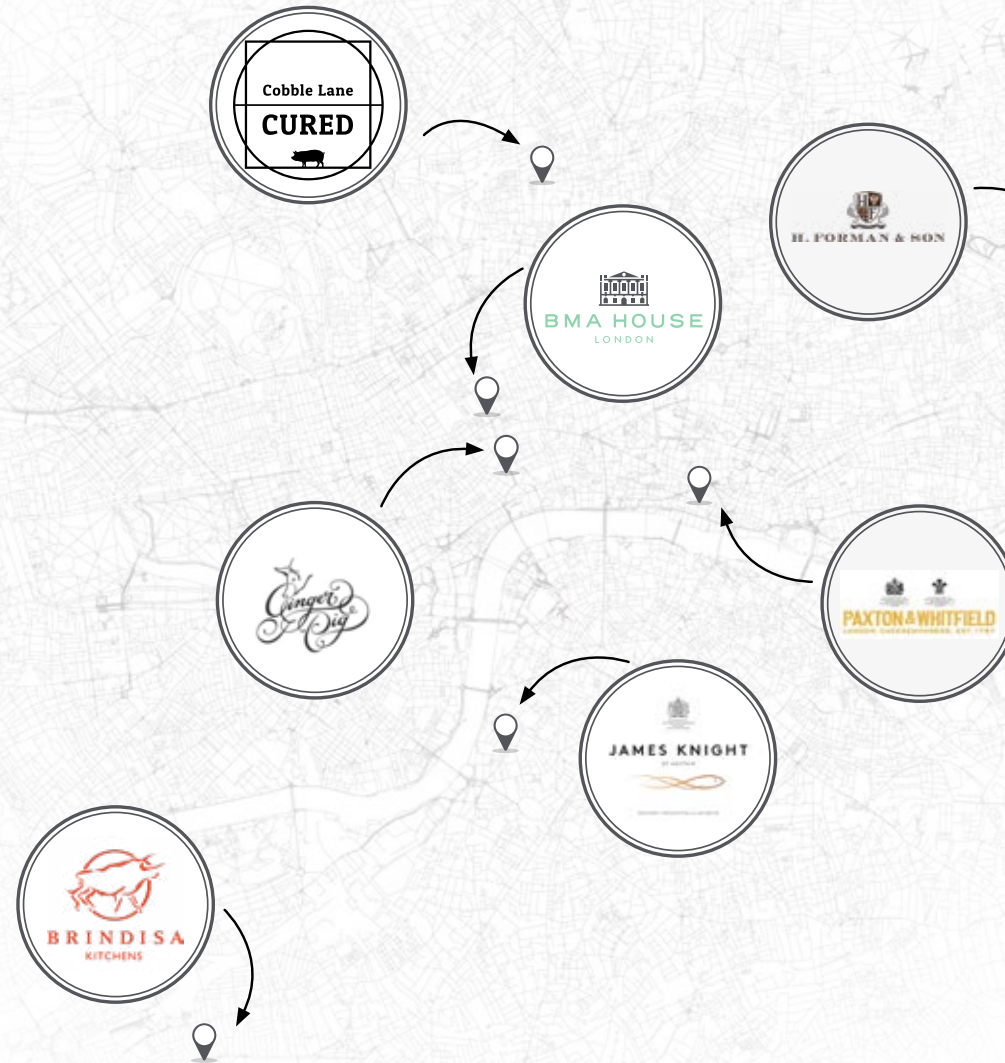 Cobble Lane
CURED
H. FORMAN & SON
BMA HOUSE
LONDON
Ginger
Pig
PAXTON & WHITFIELD
JAMES KNIGHT
BRINDISA
KITCHENS